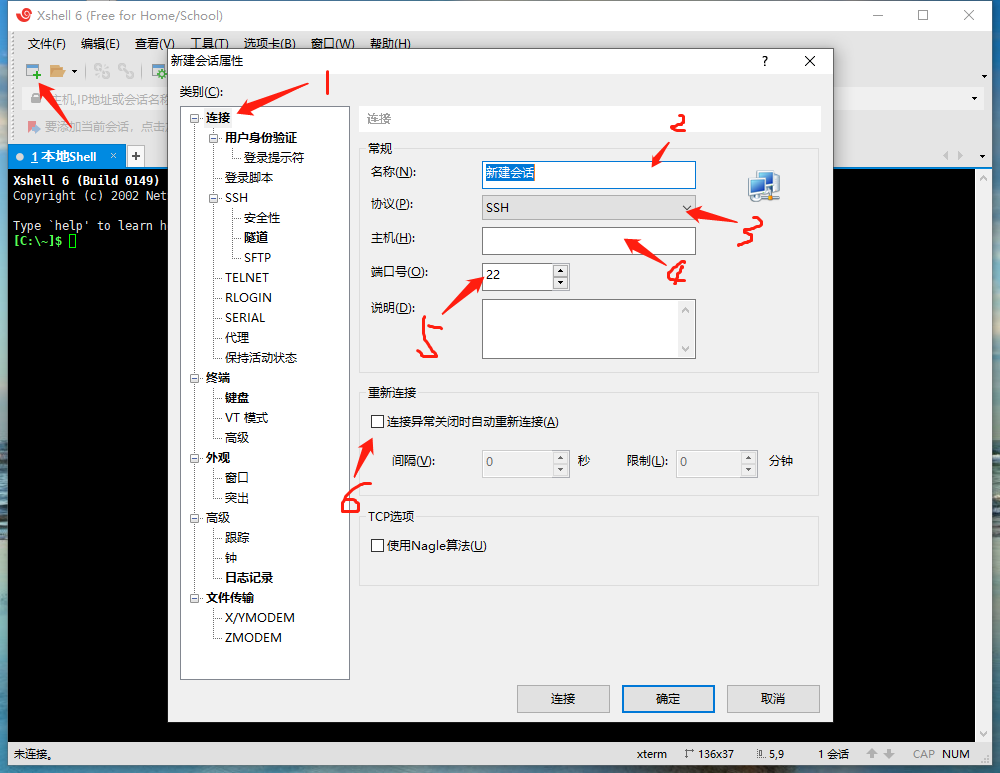 Xshell 6 (Free for Home/School)
文件(F) 编辑(E) 查看(V) 工具(T) 选项卡(B) 窗口(W) 帮助(H)
新建会话属性
?
类别(C):
1
主机,IP地址或会话名称
要添加当前会话，点击
1 本地Shell × +
Xshell 6 (Build 0149)
Copyright (c) 2002 Net
Type `help' to learn h
[C:\~]$
连接
用户身份验证
登录提示符
登录脚本
SSH
安全性
隧道
SFTP
TELNET
RLOGIN
SERIAL
代理
保持活动状态
终端
键盘
VT 模式
高级
外观
窗口
突出
高级
跟踪
钟
日志记录
文件传输
X/YMODEM
ZMODEM
连接
2
常规
名称(N): 新建会话
协议(P): SSH
3
主机(H):
4
端口号(O): 22
5
说明(D):
重新连接
连接异常关闭时自动重新连接(A)
间隔(V): 0 秒 限制(L): 0 分钟
6
TCP选项
使用Nagle算法(U)
连接 确定 取消
未连接。 xterm 136x37 5,9 1 会话 CAP NUM